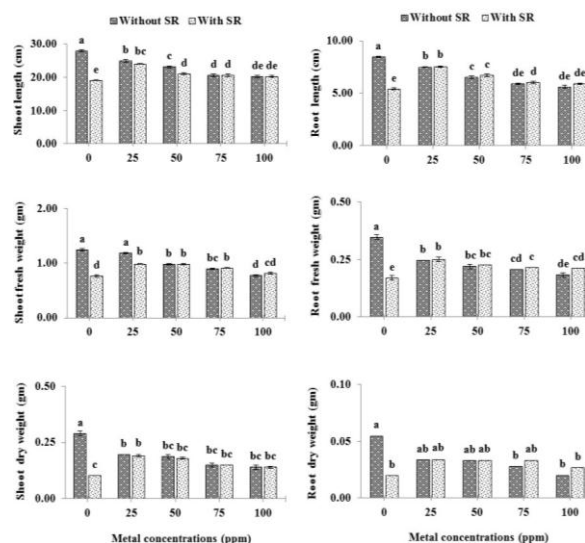 Without SR With SR
Shoot length (cm)
30.00
20.00
10.00
0.00
a e b bc c d d d de de
0 25 50 75 100
Without SR With SR
Root length (cm)
10.00
5.00
0.00
a e b b c c de d de de
0 25 50 75 100
Shoot fresh weight (gm)
2.00
1.00
0.00
a d a b b b bc b d cd
0 25 50 75 100
Root fresh weight (gm)
0.50
0.25
0.00
a e b b bc bc cd c de cd
0 25 50 75 100
Shoot dry weight (gm)
0.50
0.25
0.00
a c b b bc bc bc bc bc bc
0 25 50 75 100
Metal concentrations (ppm)
Root dry weight (gm)
0.10
0.05
0.00
a b ab ab ab ab b ab b b
0 25 50 75 100
Metal concentrations (ppm)